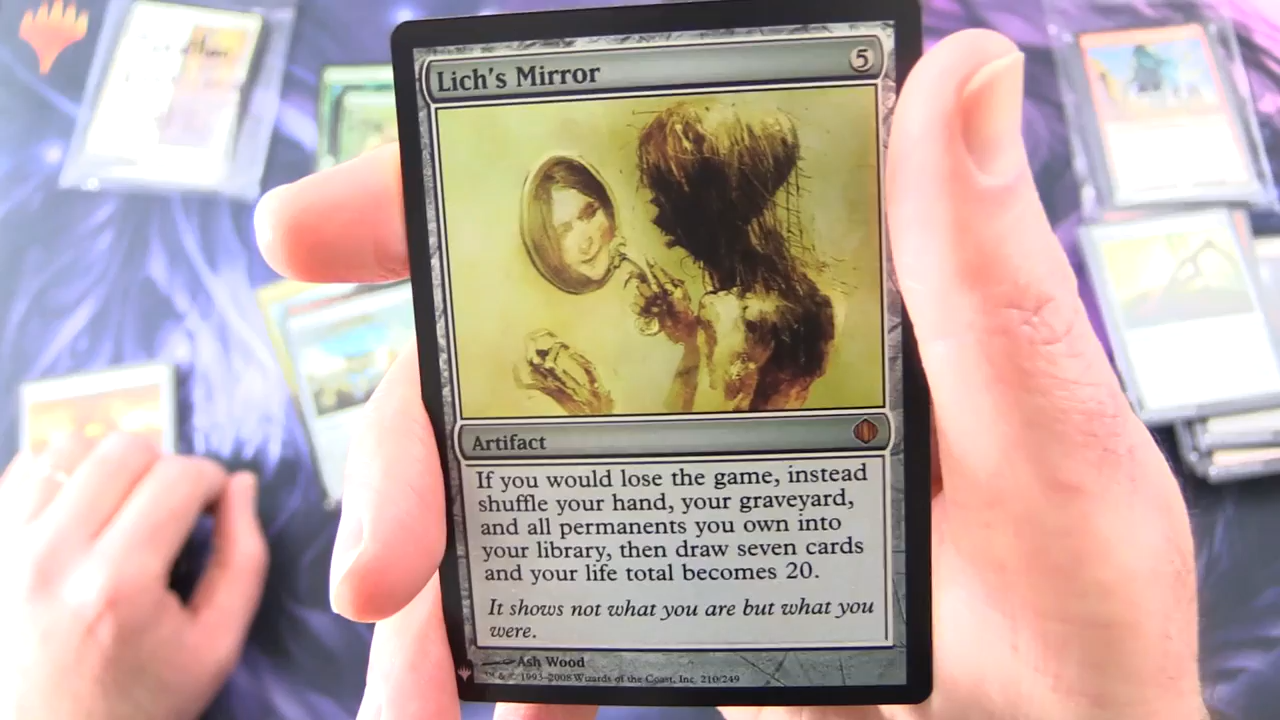 Lich's Mirror
5
Artifact
If you would lose the game, instead
shuffle your hand, your graveyard,
and all permanents you own into
your library, then draw seven cards
and your life total becomes 20.
It shows not what you are but what you
were.
Ash Wood
™ & © 1993–2008 Wizards of the Coast, Inc. 210/249